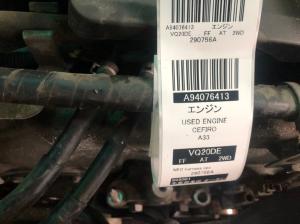 A94076413 エンジン
VQ20DE FF AT 2WD
290756A
A94076413
エンジン
USED ENGINE
CEFIRO
A33
VQ20DE
FF AT 2WD
290756A